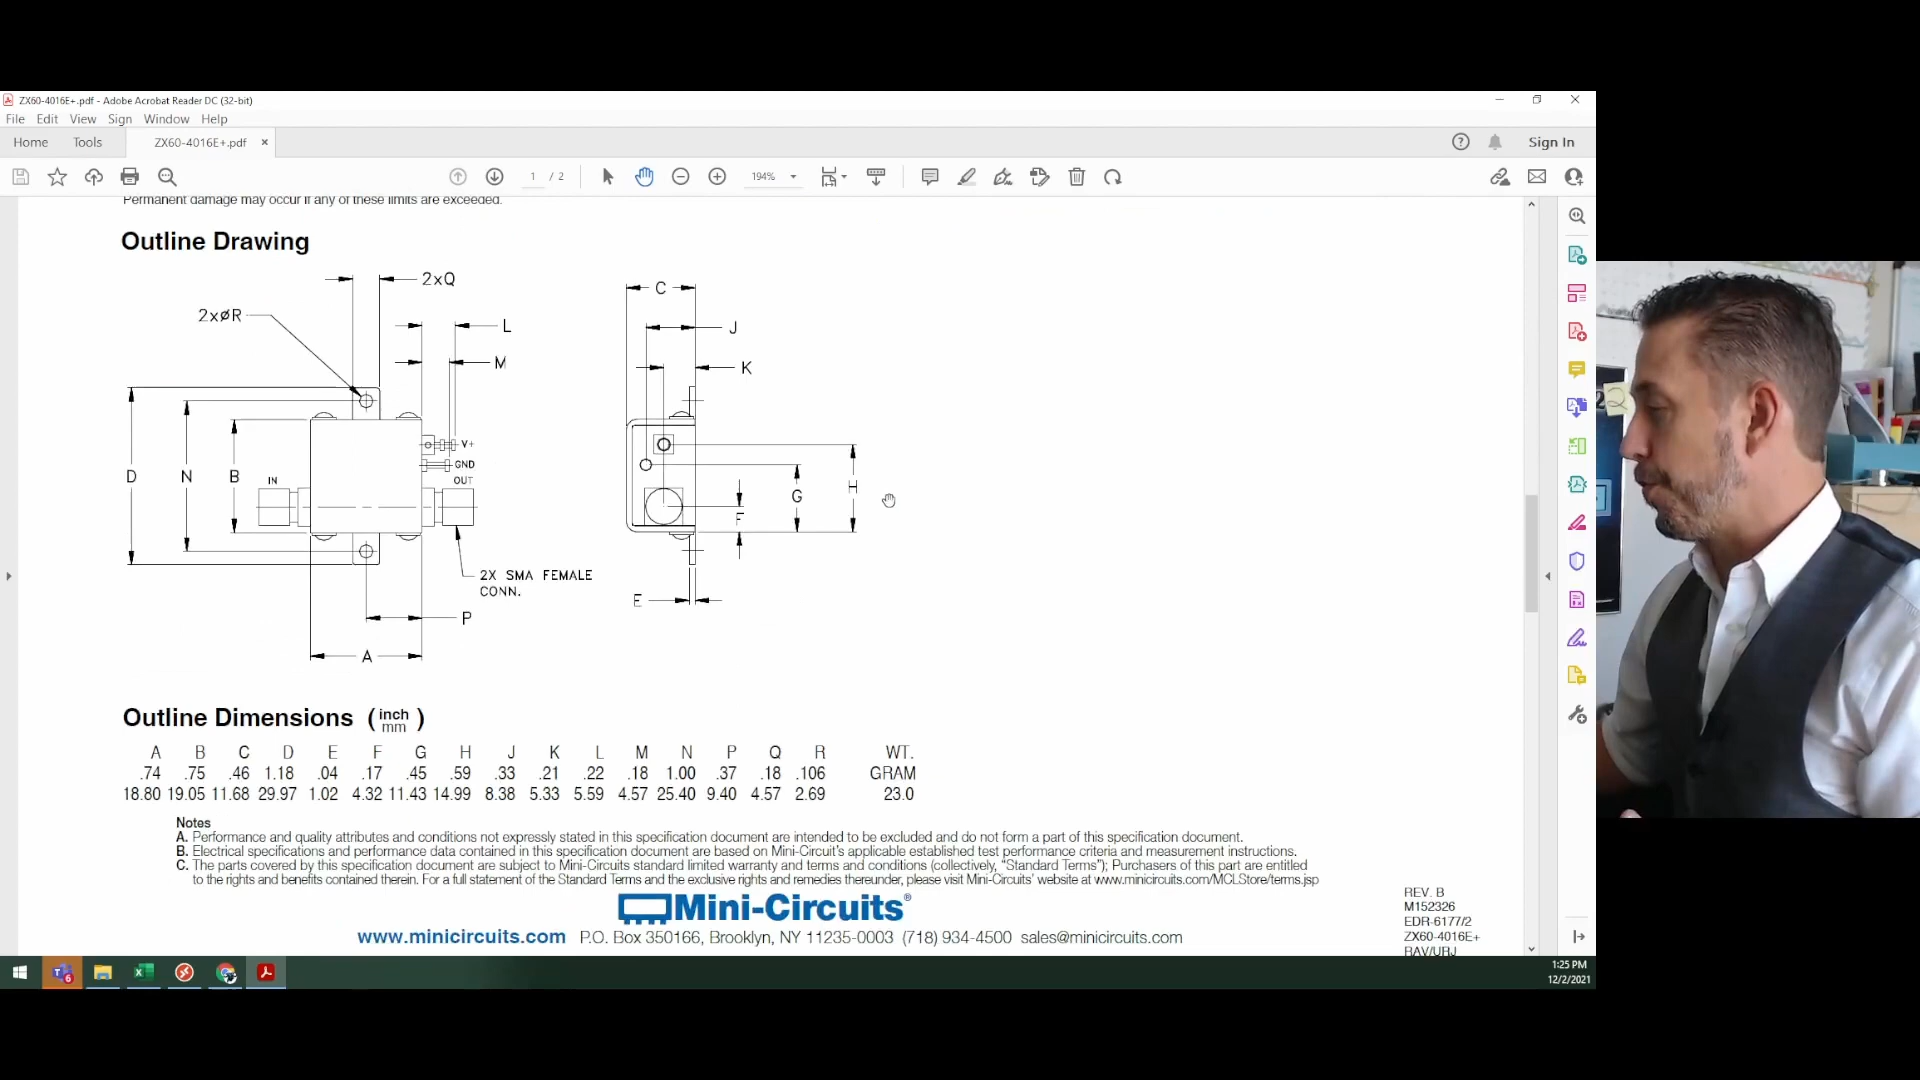 ZX60-4016E+.pdf - Adobe Acrobat Reader DC (32-bit)
File Edit View Sign Window Help
Home Tools ZX60-4016E+.pdf × Sign In
1 / 2 194%
Permanent damage may occur if any of these limits are exceeded.
Outline Drawing
2xQ
2xøR
L
M
D N B
IN
V+
GND
OUT
2X SMA FEMALE
CONN.
P
A
C
J
K
H
G
F
E
Outline Dimensions (inch
mm)
A B C D E F G H J K L M N P Q R WT.
.74 .75 .46 1.18 .04 .17 .45 .59 .33 .21 .22 .18 1.00 .37 .18 .106 GRAM
18.80 19.05 11.68 29.97 1.02 4.32 11.43 14.99 8.38 5.33 5.59 4.57 25.40 9.40 4.57 2.69 23.0
Notes
A. Performance and quality attributes and conditions not expressly stated in this specification document are intended to be excluded and do not form a part of this specification document.
B. Electrical specifications and performance data contained in this specification document are based on Mini-Circuit's applicable established test performance criteria and measurement instructions.
C. The parts covered by this specification document are subject to Mini-Circuits standard limited warranty and terms and conditions (collectively, "Standard Terms"); Purchasers of this part are entitled
to the rights and benefits contained therein. For a full statement of the Standard Terms and the exclusive rights and remedies thereunder, please visit Mini-Circuits' website at www.minicircuits.com/MCLStore/terms.jsp
Mini-Circuits®
www.minicircuits.com P.O. Box 350166, Brooklyn, NY 11235-0003 (718) 934-4500 sales@minicircuits.com
REV. B
M152326
EDR-6177/2
ZX60-4016E+
RAV/URJ
1:25 PM
12/2/2021